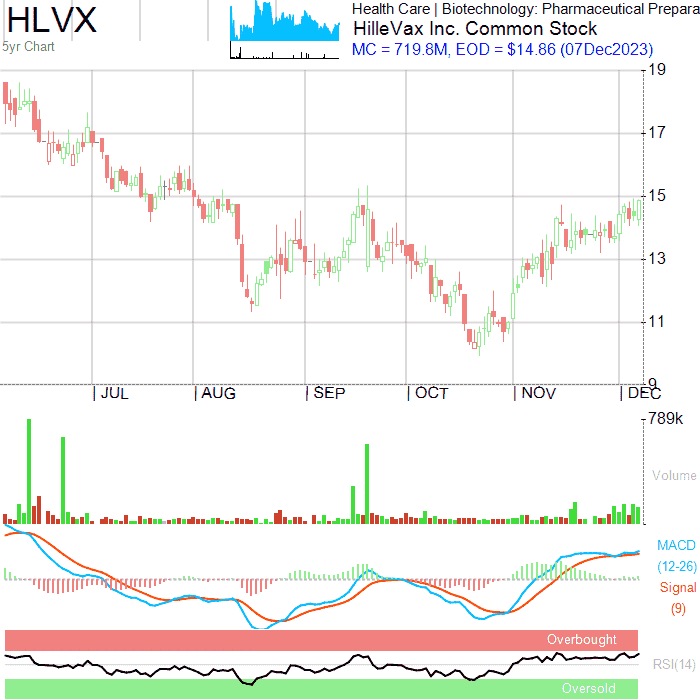 HLVX
5yr Chart
Health Care | Biotechnology: Pharmaceutical Prepara
HilleVax Inc. Common Stock
MC = 719.8M, EOD = $14.86 (07Dec2023)
19
17
15
13
11
9
JUL AUG SEP OCT NOV DEC
789k
Volume
MACD
(12-26)
Signal
(9)
Overbought
RSI(14)
Oversold